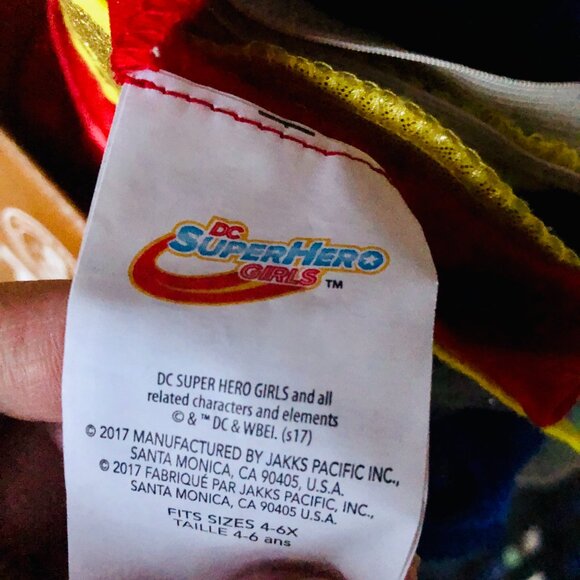 DC
SUPERHERO
GIRLS ™
DC SUPER HERO GIRLS and all
related characters and elements
© & ™ DC & WBEI. (s17)
© 2017 MANUFACTURED BY JAKKS PACIFIC INC.,
SANTA MONICA, CA 90405, U.S.A.
© 2017 FABRIQUÉ PAR JAKKS PACIFIC, INC.,
SANTA MONICA, CA 90405 U.S.A.
FITS SIZES 4-6X
TAILLE 4-6 ans